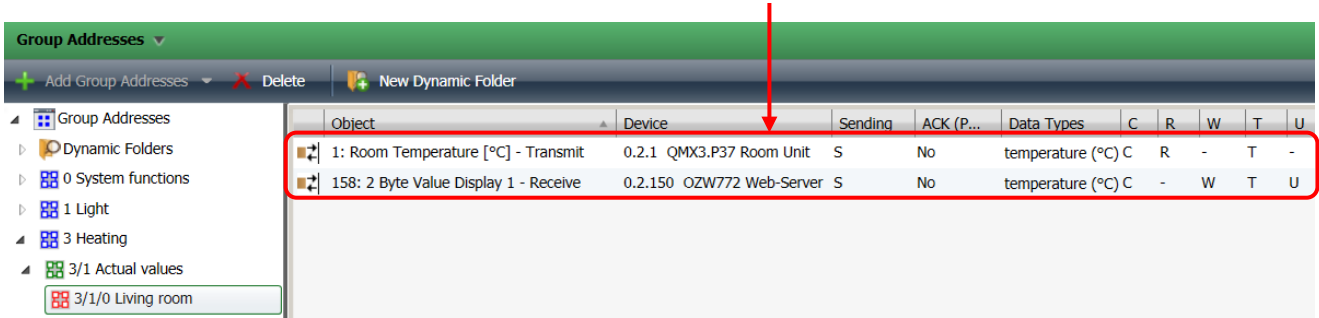 Group Addresses
Add Group Addresses Delete New Dynamic Folder
Group Addresses
Dynamic Folders
0 System functions
1 Light
3 Heating
3/1 Actual values
3/1/0 Living room
Object Device Sending ACK (P... Data Types C R W T U
1: Room Temperature [°C] - Transmit 0.2.1 QMX3.P37 Room Unit S No temperature (°C) C R - T -
158: 2 Byte Value Display 1 - Receive 0.2.150 OZW772 Web-Server S No temperature (°C) C - W T U